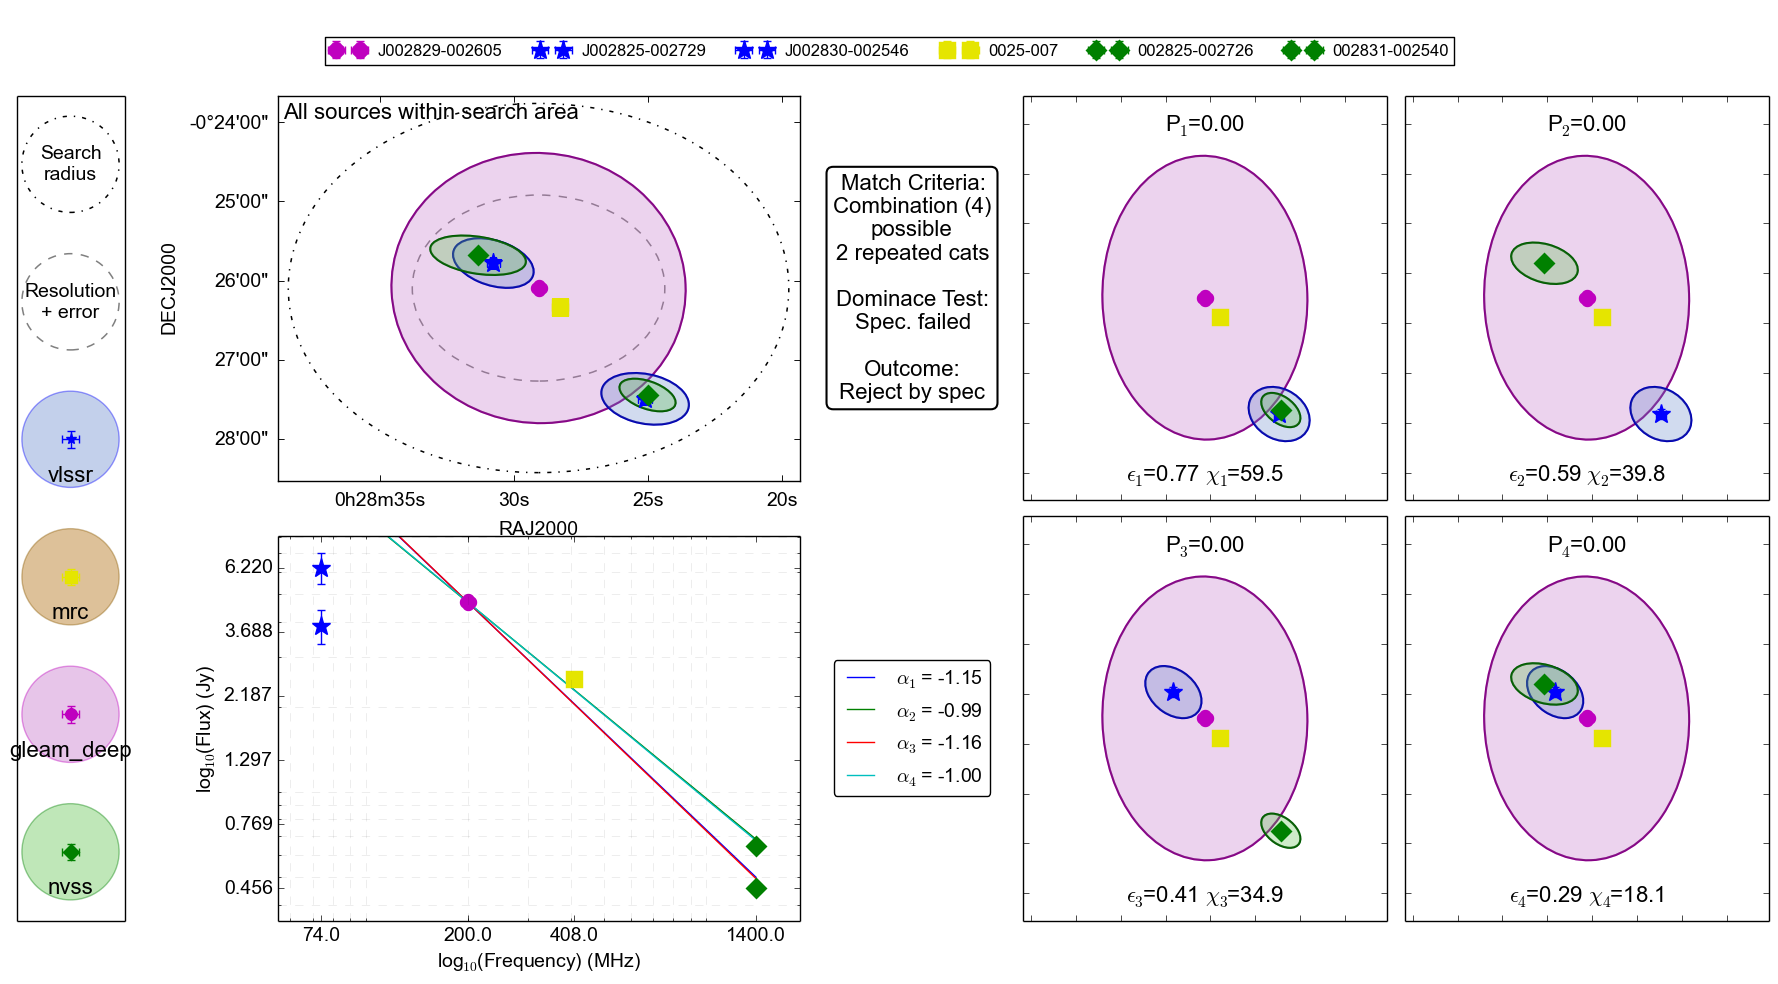 J002829-002605 J002825-002729 J002830-002546 0025-007 002825-002726 002831-002540
Search
radius
Resolution
+ error
vlssr
mrc
gleam_deep
nvss
All sources within search area
-0°24'00"
25'00"
26'00"
27'00"
28'00"
DECJ2000
0h28m35s 30s 25s 20s
RAJ2000
6.220
3.688
2.187
1.297
0.769
0.456
log₁₀(Flux) (Jy)
74.0 200.0 408.0 1400.0
log₁₀(Frequency) (MHz)
Match Criteria:
Combination (4)
possible
2 repeated cats
Dominace Test:
Spec. failed
Outcome:
Reject by spec
α₁ = -1.15
α₂ = -0.99
α₃ = -1.16
α₄ = -1.00
P₁=0.00
ϵ₁=0.77 χ₁=59.5
P₂=0.00
ϵ₂=0.59 χ₂=39.8
P₃=0.00
ϵ₃=0.41 χ₃=34.9
P₄=0.00
ϵ₄=0.29 χ₄=18.1